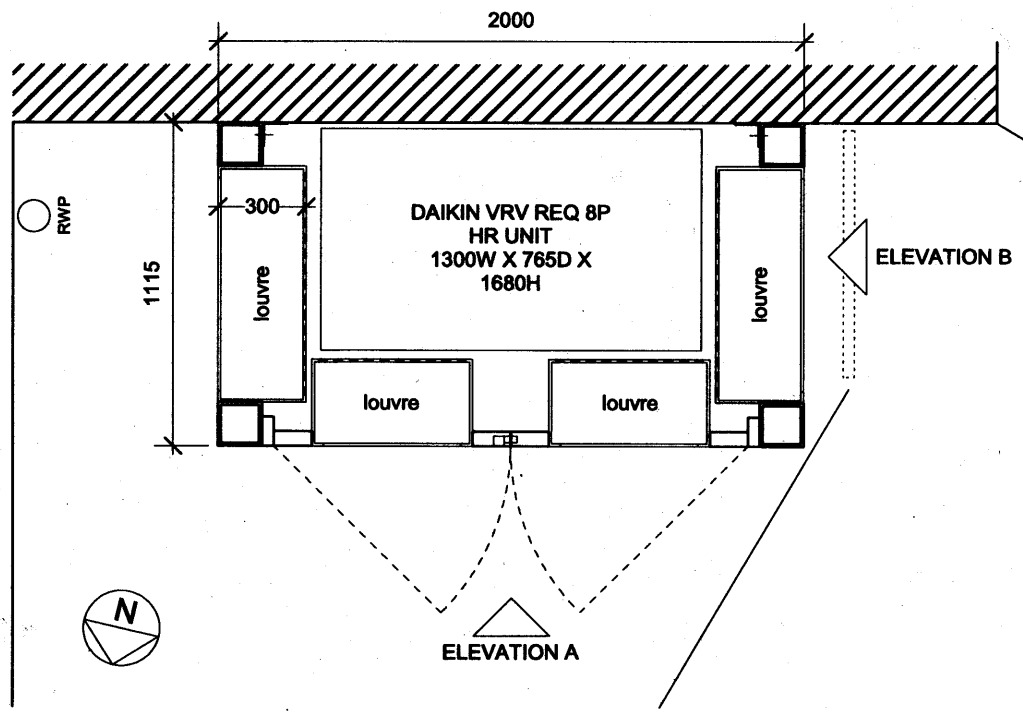 2000
DAIKIN VRV REQ 8P
HR UNIT
1300W X 765D X
1680H
300
louvre
louvre
louvre
louvre
1115
RWP
ELEVATION B
N
ELEVATION A